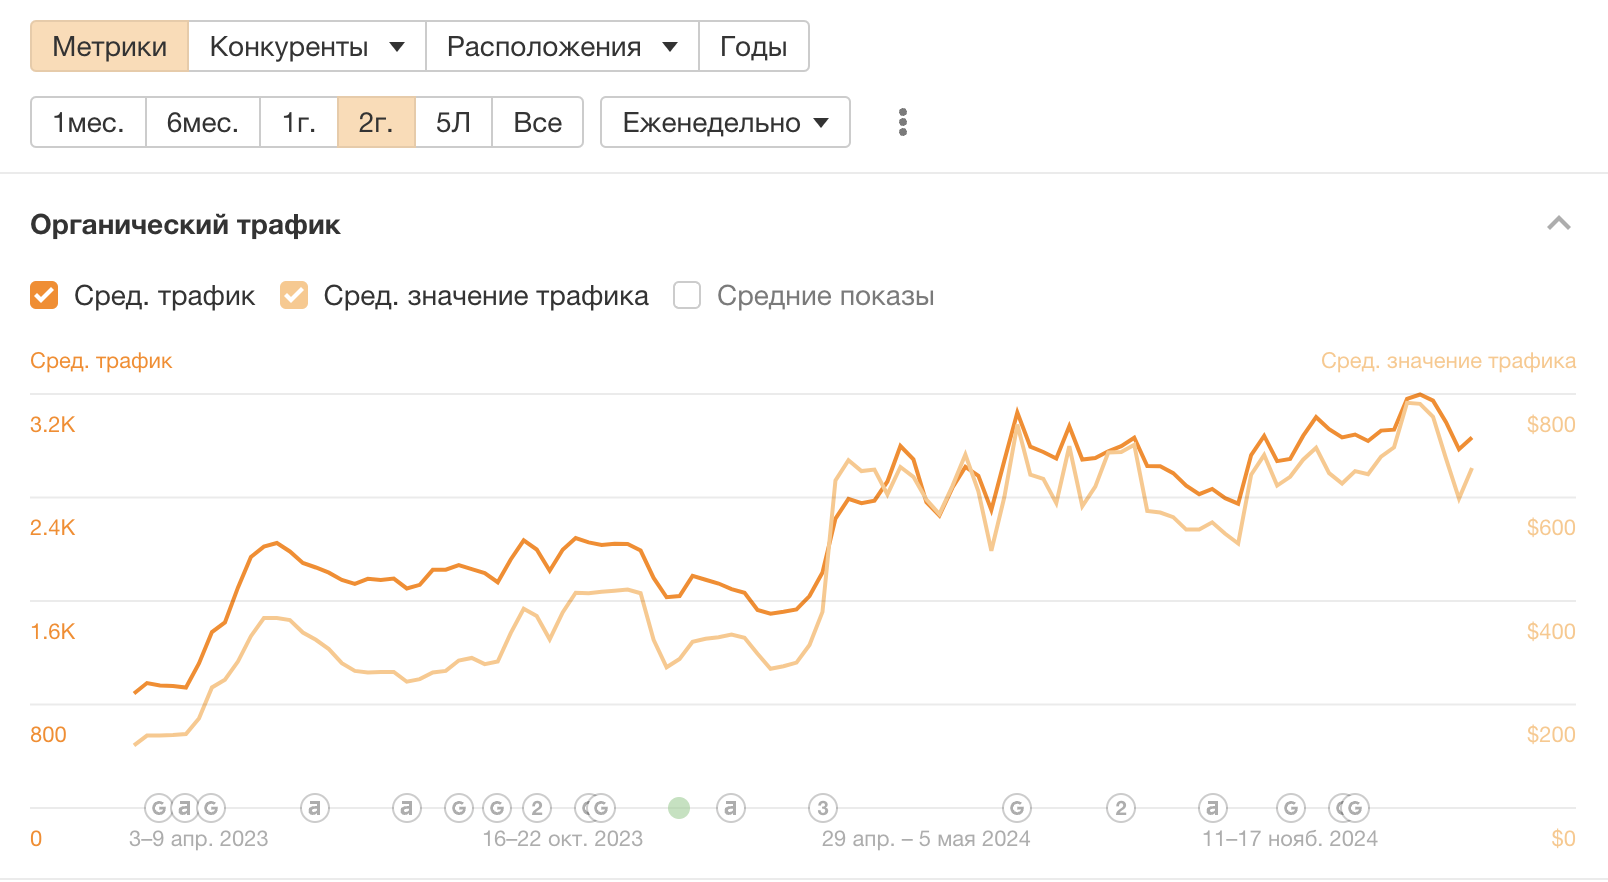 Метрики Конкуренты Расположения Годы
1мес. 6мес. 1г. 2г. 5Л Все Еженедельно
Органический трафик
Сред. трафик Сред. значение трафика Средние показы
Сред. трафик Сред. значение трафика
3.2K $800
2.4K $600
1.6K $400
800 $200
G a G a a G G 2 G a 3 G 2 a G G
0 3–9 апр. 2023 16–22 окт. 2023 29 апр. – 5 мая 2024 11–17 нояб. 2024 $0